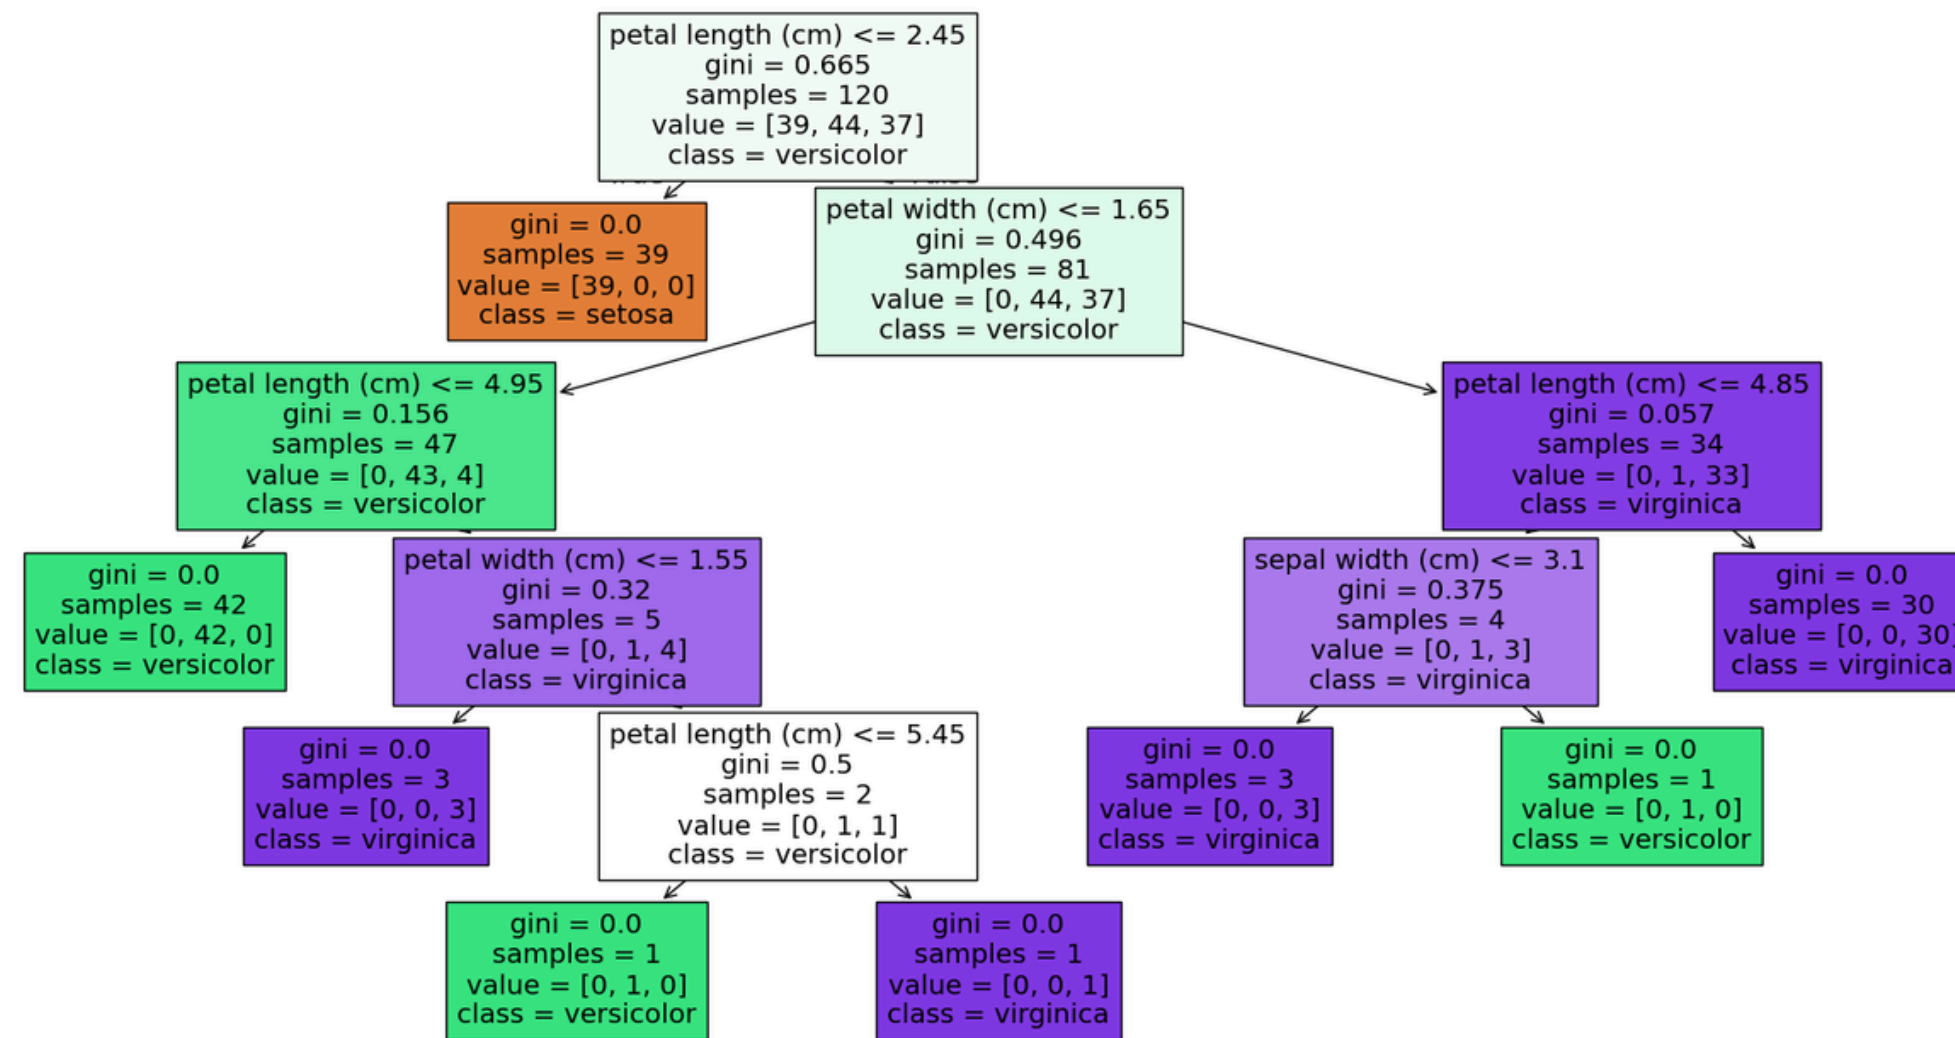 petal length (cm) <= 2.45
gini = 0.665
samples = 120
value = [39, 44, 37]
class = versicolor
gini = 0.0
samples = 39
value = [39, 0, 0]
class = setosa
petal width (cm) <= 1.65
gini = 0.496
samples = 81
value = [0, 44, 37]
class = versicolor
petal length (cm) <= 4.95
gini = 0.156
samples = 47
value = [0, 43, 4]
class = versicolor
petal length (cm) <= 4.85
gini = 0.057
samples = 34
value = [0, 1, 33]
class = virginica
gini = 0.0
samples = 42
value = [0, 42, 0]
class = versicolor
petal width (cm) <= 1.55
gini = 0.32
samples = 5
value = [0, 1, 4]
class = virginica
sepal width (cm) <= 3.1
gini = 0.375
samples = 4
value = [0, 1, 3]
class = virginica
gini = 0.0
samples = 30
value = [0, 0, 30]
class = virginica
gini = 0.0
samples = 3
value = [0, 0, 3]
class = virginica
petal length (cm) <= 5.45
gini = 0.5
samples = 2
value = [0, 1, 1]
class = versicolor
gini = 0.0
samples = 3
value = [0, 0, 3]
class = virginica
gini = 0.0
samples = 1
value = [0, 1, 0]
class = versicolor
gini = 0.0
samples = 1
value = [0, 1, 0]
class = versicolor
gini = 0.0
samples = 1
value = [0, 0, 1]
class = virginica